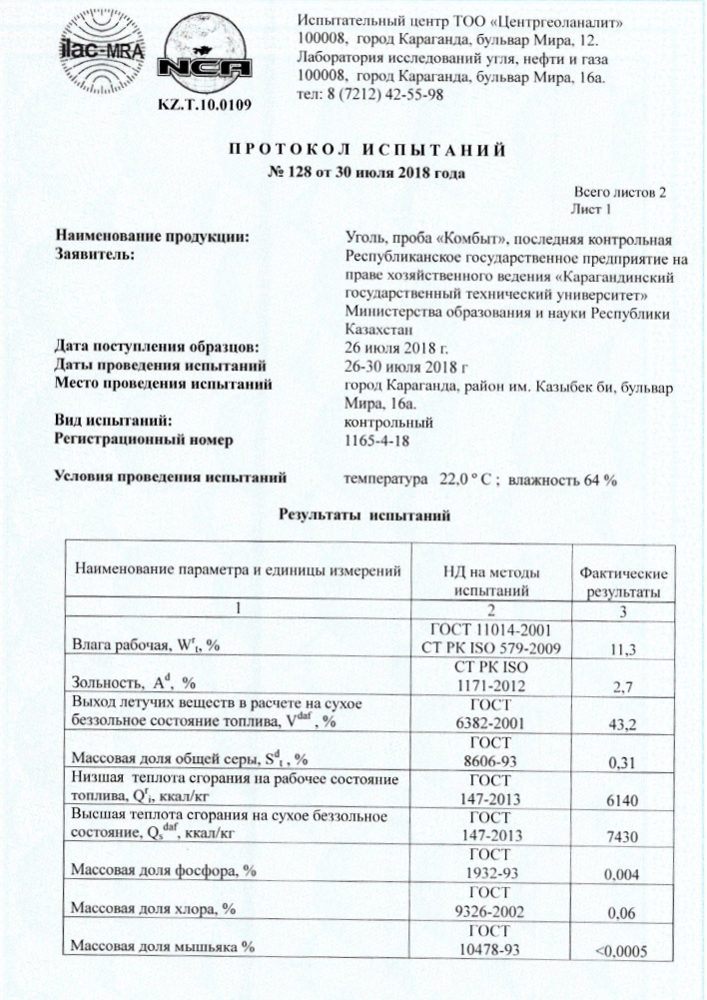 ilac-MRA
NCA
KZ.T.10.0109
Испытательный центр ТОО «Центргеоланалит»
100008, город Караганда, бульвар Мира, 12.
Лаборатория исследований угля, нефти и газа
100008, город Караганда, бульвар Мира, 16а.
тел: 8 (7212) 42-55-98
ПРОТОКОЛ ИСПЫТАНИЙ
№ 128 от 30 июля 2018 года
Всего листов 2
Лист 1
Наименование продукции: Уголь, проба «Комбыт», последняя контрольная
Заявитель: Республиканское государственное предприятие на
праве хозяйственного ведения «Карагандинский
государственный технический университет»
Министерства образования и науки Республики
Казахстан
Дата поступления образцов: 26 июля 2018 г.
Даты проведения испытаний 26-30 июля 2018 г
Место проведения испытаний город Караганда, район им. Казыбек би, бульвар
Мира, 16а.
Вид испытаний: контрольный
Регистрационный номер 1165-4-18
Условия проведения испытаний температура 22,0 º С ; влажность 64 %
Результаты испытаний
Наименование параметра и единицы измерений
НД на методы
испытаний
Фактические
результаты
1 2 3
Влага рабочая, Wʳₜ, %
ГОСТ 11014-2001
СТ РК ISO 579-2009
11,3
Зольность, Aᵈ, %
СТ РК ISO
1171-2012
2,7
Выход летучих веществ в расчете на сухое
беззольное состояние топлива, Vᵈᵃᶠ , %
ГОСТ
6382-2001
43,2
Массовая доля общей серы, Sᵈₜ , %
ГОСТ
8606-93
0,31
Низшая теплота сгорания на рабочее состояние
топлива, Qʳᵢ, ккал/кг
ГОСТ
147-2013
6140
Высшая теплота сгорания на сухое беззольное
состояние, Qₛᵈᵃᶠ, ккал/кг
ГОСТ
147-2013
7430
Массовая доля фосфора, %
ГОСТ
1932-93
0,004
Массовая доля хлора, %
ГОСТ
9326-2002
0,06
Массовая доля мышьяка %
ГОСТ
10478-93
<0,0005